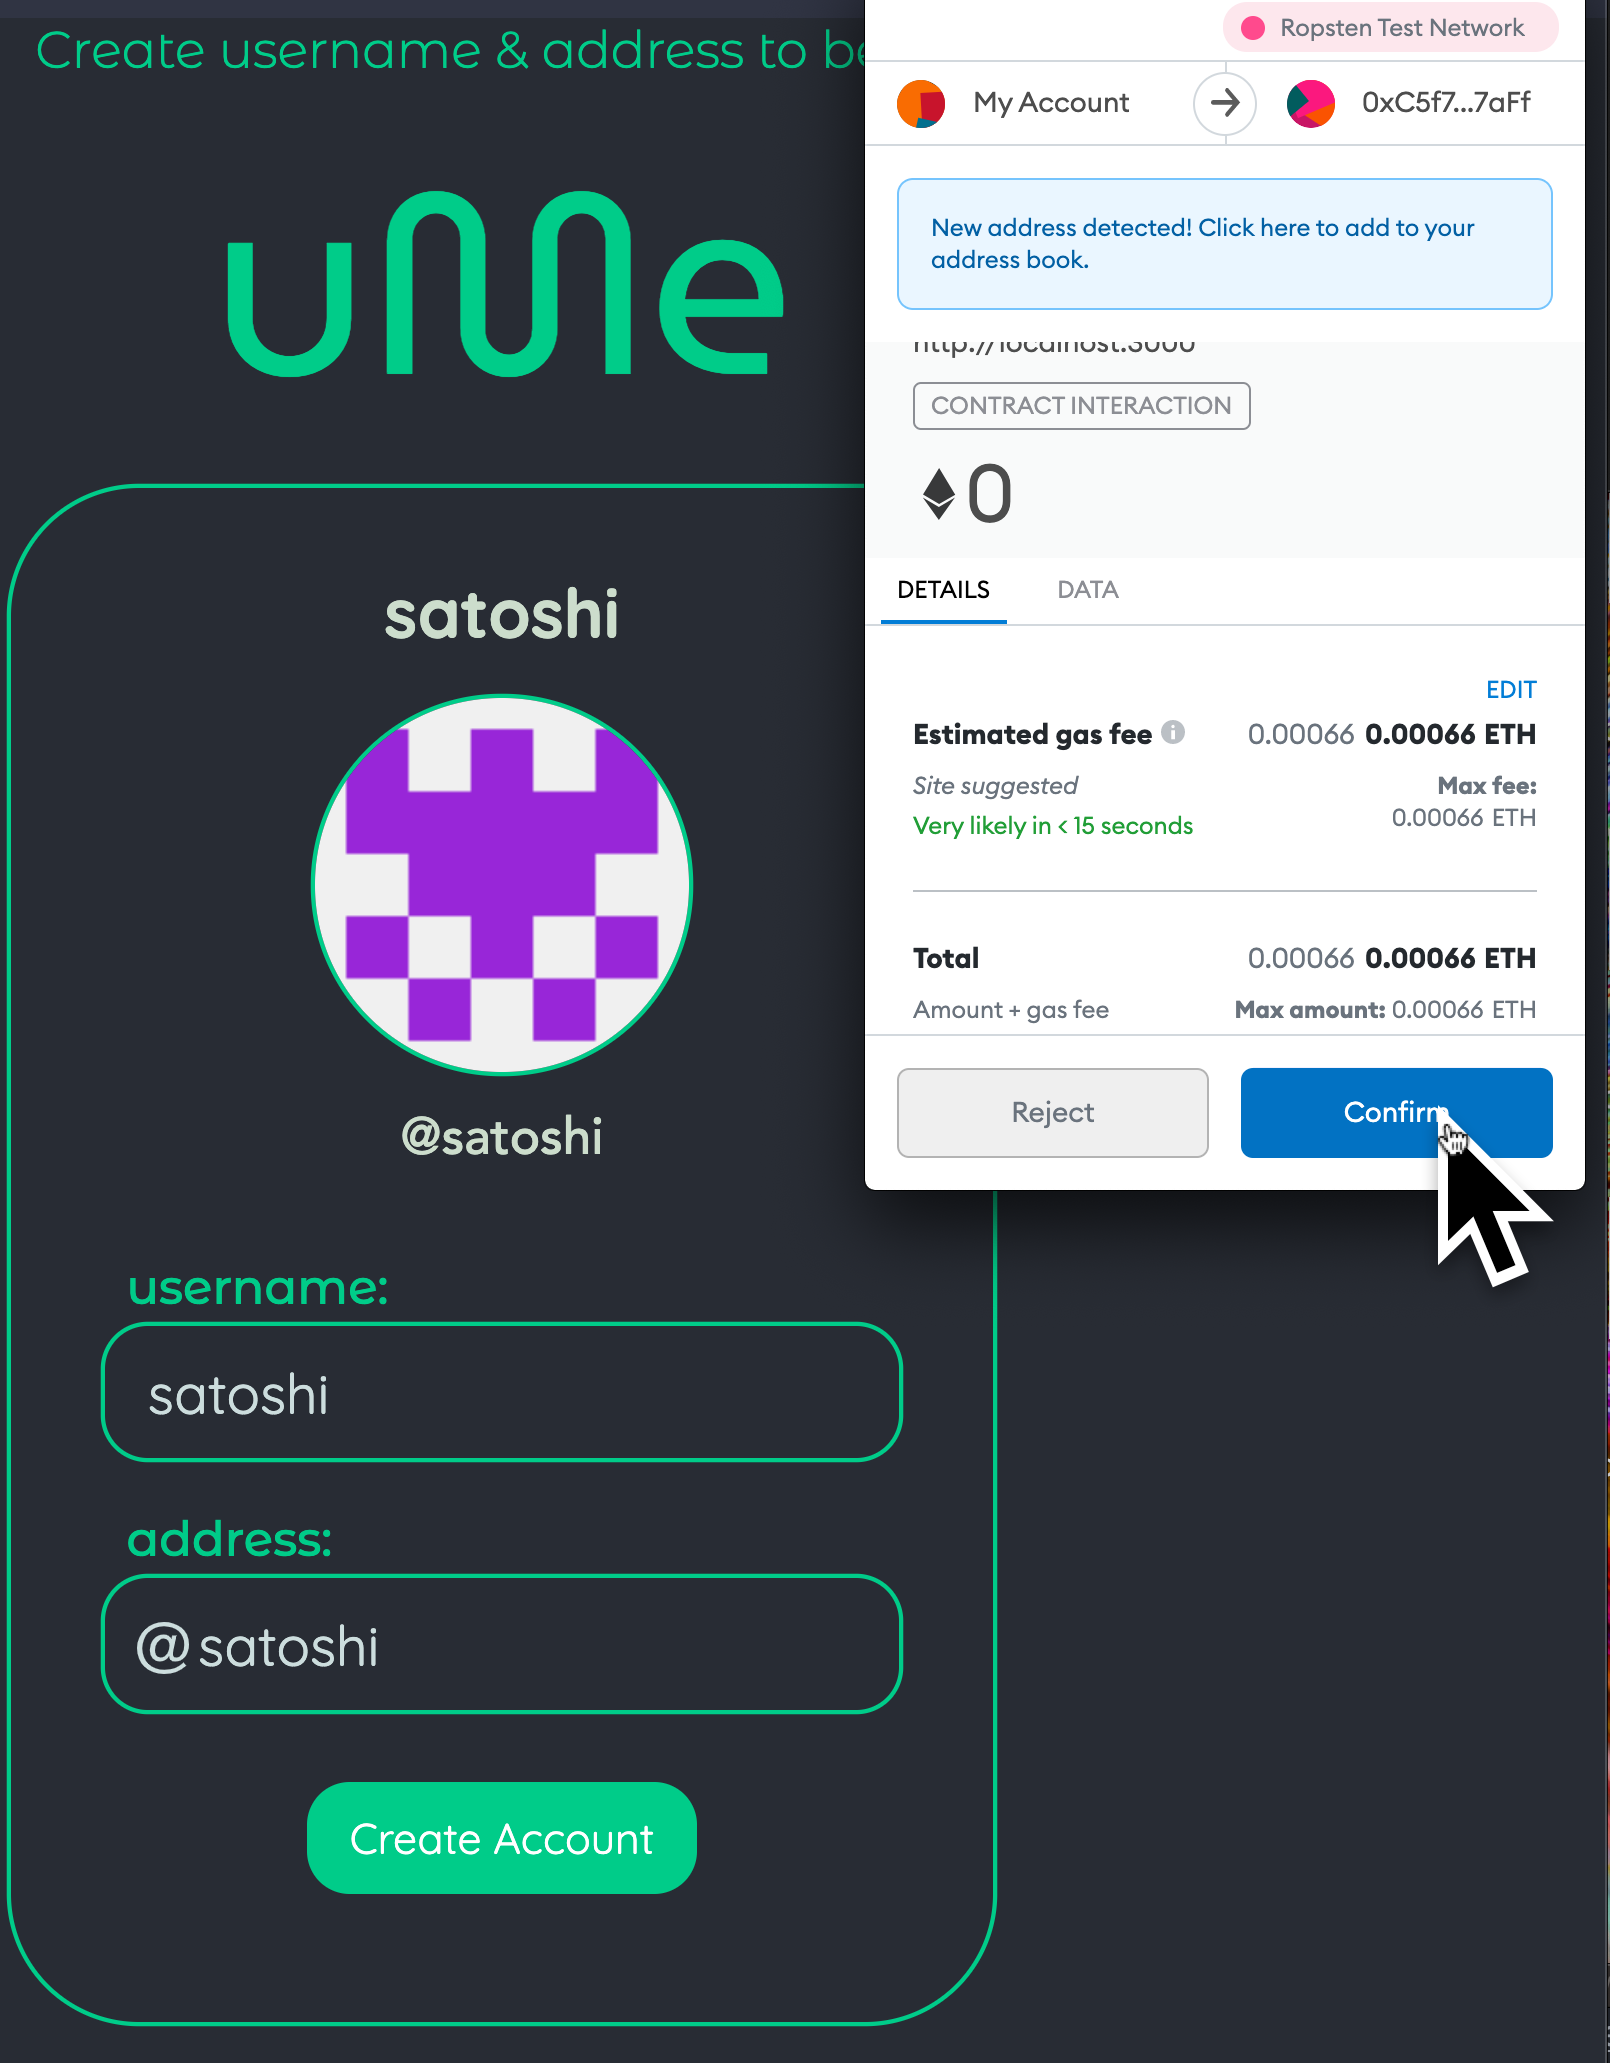 Create username & address to be
uMe
satoshi
@satoshi
username:
satoshi
address:
@satoshi
Create Account
Ropsten Test Network
My Account
0xC5f7...7aFf
New address detected! Click here to add to your
address book.
http://localhost:3000
CONTRACT INTERACTION
0
DETAILS
DATA
EDIT
Estimated gas fee
0.00066 0.00066 ETH
Site suggested
Max fee:
Very likely in < 15 seconds
0.00066 ETH
Total
0.00066 0.00066 ETH
Amount + gas fee
Max amount: 0.00066 ETH
Reject
Confirm